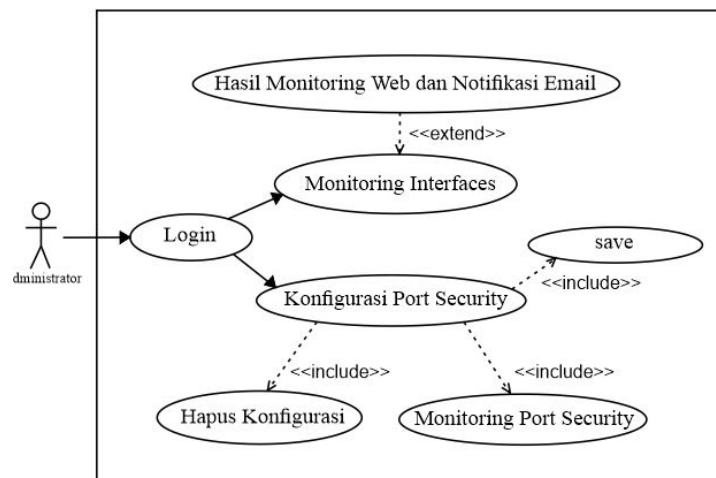 Hasil Monitoring Web dan Notifikasi Email
<<extend>>
Monitoring Interfaces
Login
dministrator
save
<<include>>
Konfigurasi Port Security
<<include>>
<<include>>
Hapus Konfigurasi
Monitoring Port Security